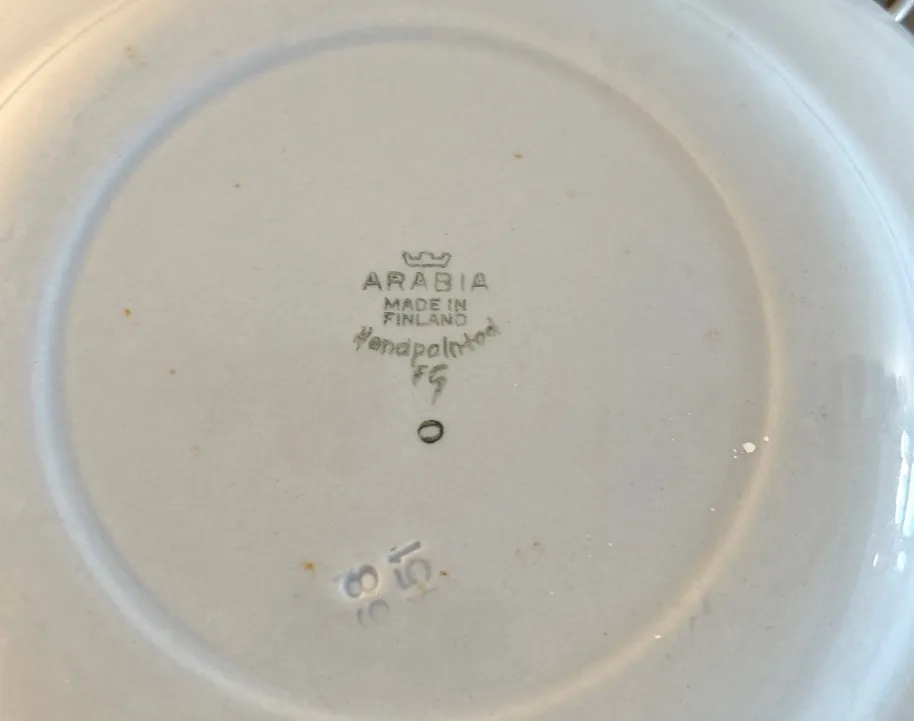 ARABIA
MADE IN
FINLAND
Handpainted
FG
0